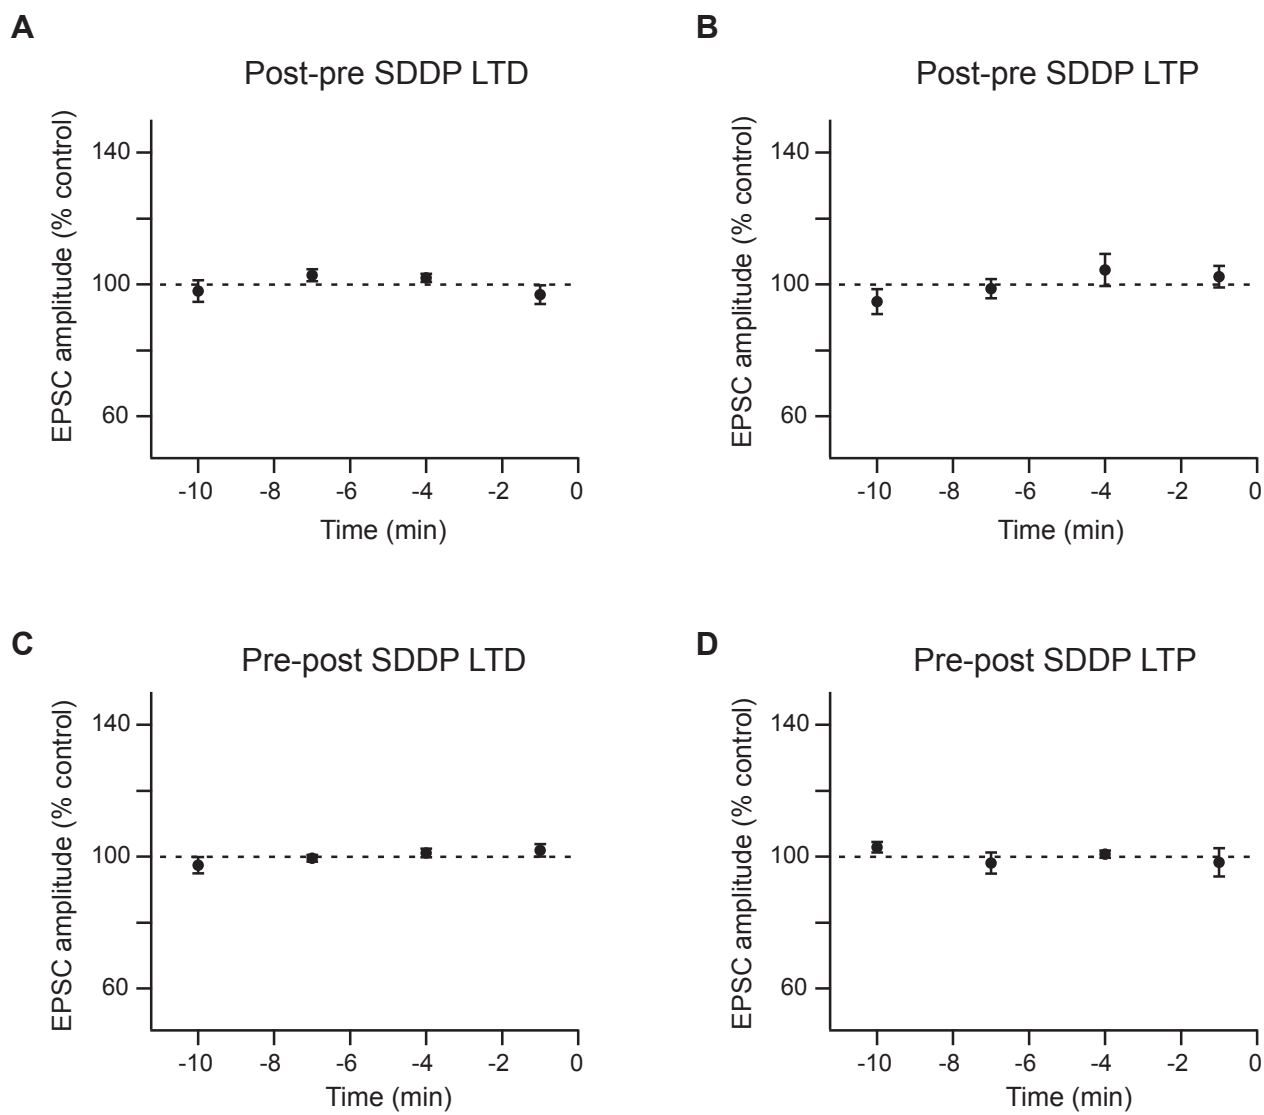 A
Post-pre SDDP LTD
EPSC amplitude (% control)
140
100
60
-10 -8 -6 -4 -2 0
Time (min)
B
Post-pre SDDP LTP
EPSC amplitude (% control)
140
100
60
-10 -8 -6 -4 -2 0
Time (min)
C
Pre-post SDDP LTD
EPSC amplitude (% control)
140
100
60
-10 -8 -6 -4 -2 0
Time (min)
D
Pre-post SDDP LTP
EPSC amplitude (% control)
140
100
60
-10 -8 -6 -4 -2 0
Time (min)